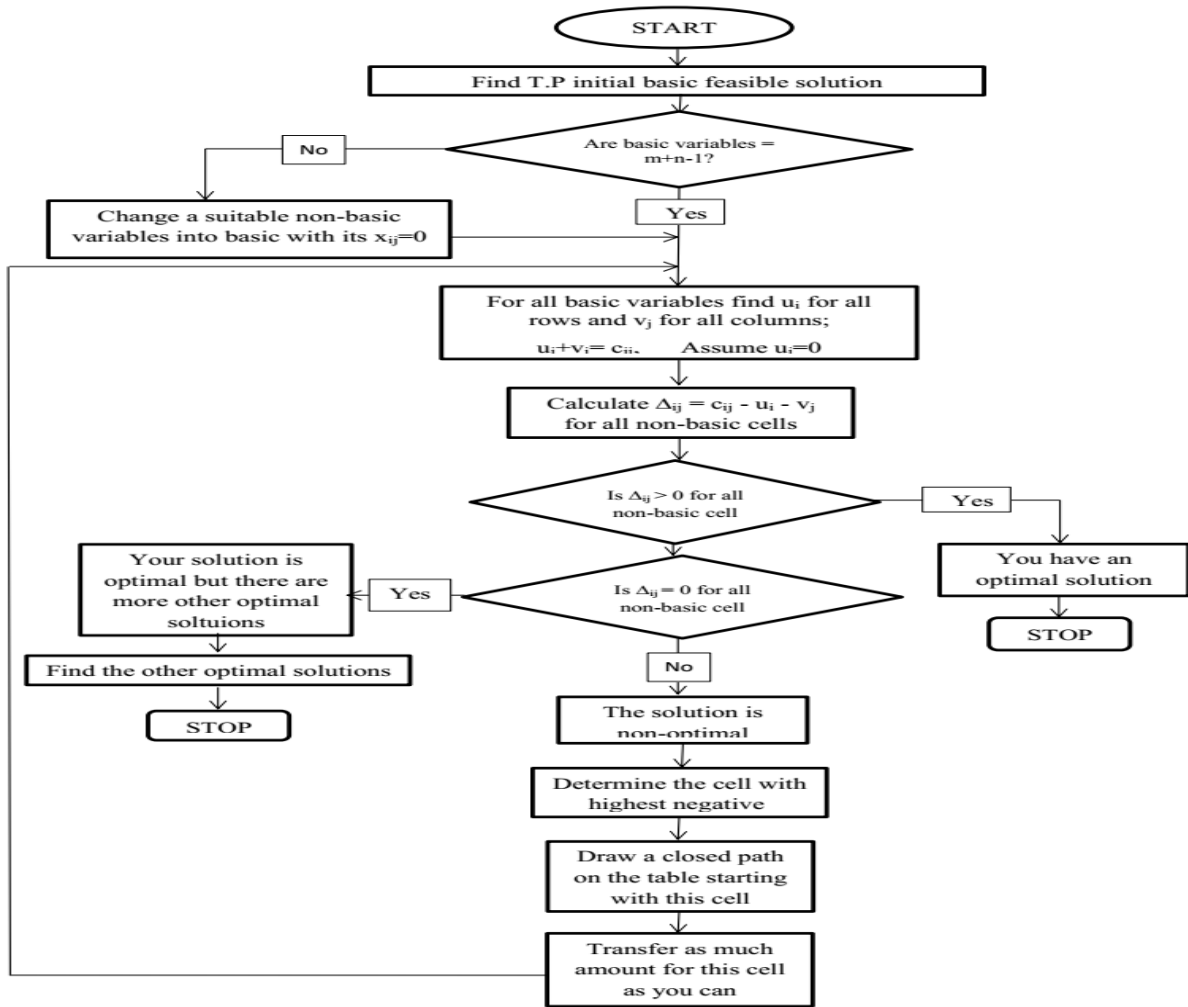 START
Find T.P initial basic feasible solution
Are basic variables =
m+n-1?
No
Yes
Change a suitable non-basic
variables into basic with its xᵢⱼ=0
For all basic variables find uᵢ for all
rows and vⱼ for all columns;
uᵢ+vⱼ= cᵢⱼ, Assume uᵢ=0
Calculate Δᵢⱼ = cᵢⱼ - uᵢ - vⱼ
for all non-basic cells
Is Δᵢⱼ > 0 for all
non-basic cell
Yes
You have an
optimal solution
STOP
Is Δᵢⱼ = 0 for all
non-basic cell
Yes
Your solution is
optimal but there are
more other optimal
soltuions
Find the other optimal solutions
STOP
No
The solution is
non-optimal
Determine the cell with
highest negative
Draw a closed path
on the table starting
with this cell
Transfer as much
amount for this cell
as you can